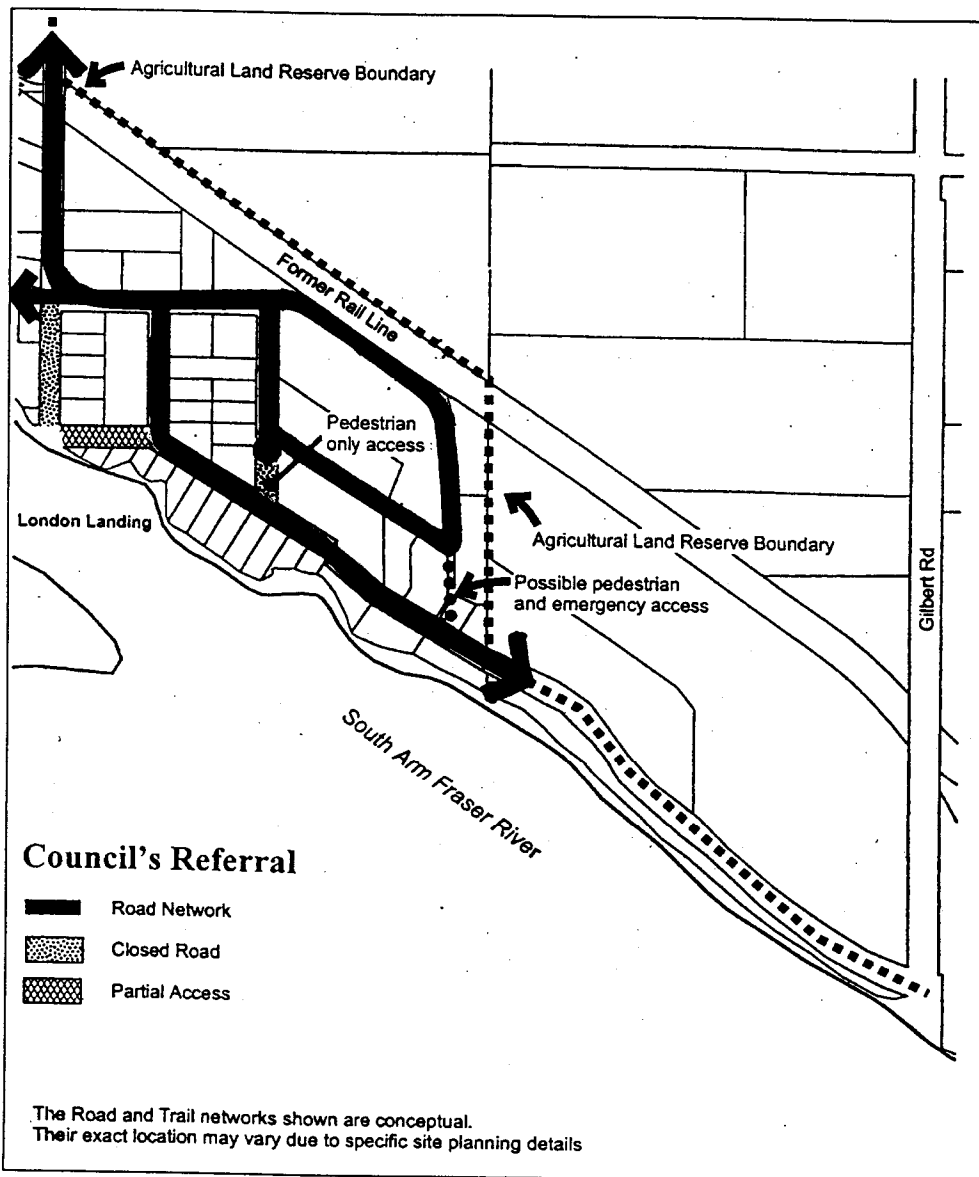 Agricultural Land Reserve Boundary
Former Rail Line
Pedestrian
only access
London Landing
Agricultural Land Reserve Boundary
Possible pedestrian
and emergency access
Gilbert Rd
South Arm Fraser River
Council's Referral
Road Network
Closed Road
Partial Access
The Road and Trail networks shown are conceptual.
Their exact location may vary due to specific site planning details